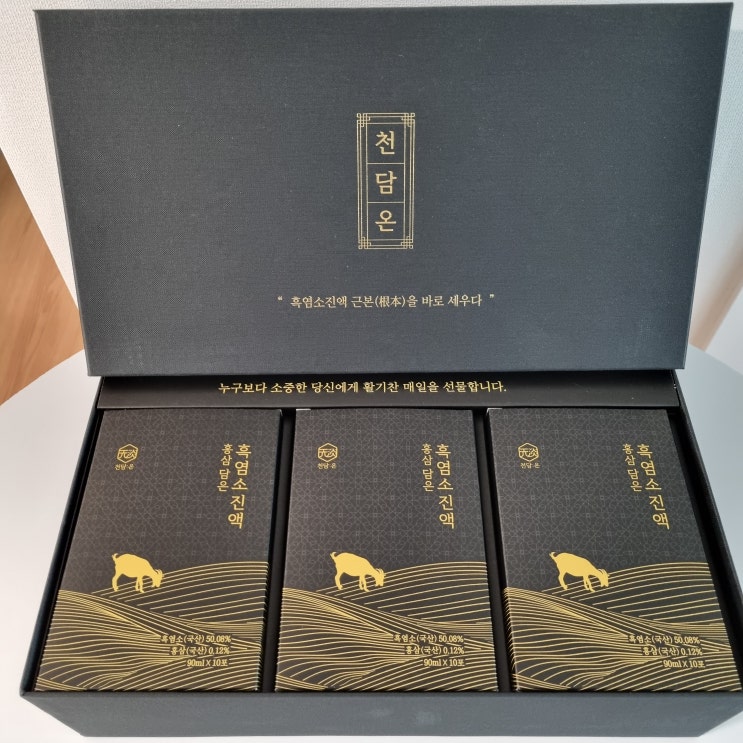 천담온
“ 흑염소진액 근본(根本)을 바로 세우다 ”
누구보다 소중한 당신에게 활기찬 매일을 선물합니다.
천담·온
흑염소 진액
홍삼 담은
흑염소(국산) 50.08%
홍삼(국산) 0.12%
90ml X 10포
천담·온
흑염소 진액
홍삼 담은
흑염소(국산) 50.08%
홍삼(국산) 0.12%
90ml X 10포
천담·온
흑염소 진액
홍삼 담은
흑염소(국산) 50.08%
홍삼(국산) 0.12%
90ml X 10포